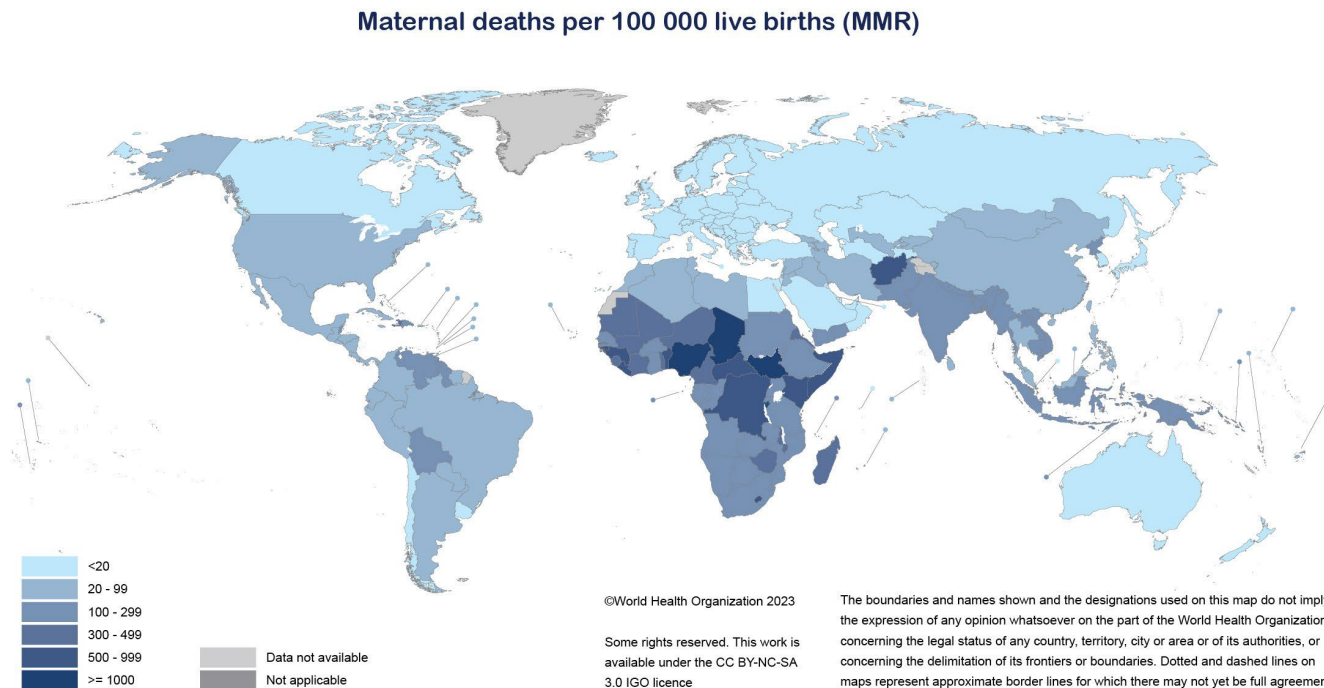 Maternal deaths per 100 000 live births (MMR)
<20
20 - 99
100 - 299
300 - 499
500 - 999
>= 1000
Data not available
Not applicable
©World Health Organization 2023
Some rights reserved. This work is
available under the CC BY-NC-SA
3.0 IGO licence
The boundaries and names shown and the designations used on this map do not impl
the expression of any opinion whatsoever on the part of the World Health Organization
concerning the legal status of any country, territory, city or area or of its authorities, or
concerning the delimitation of its frontiers or boundaries. Dotted and dashed lines on
maps represent approximate border lines for which there may not yet be full agreemen